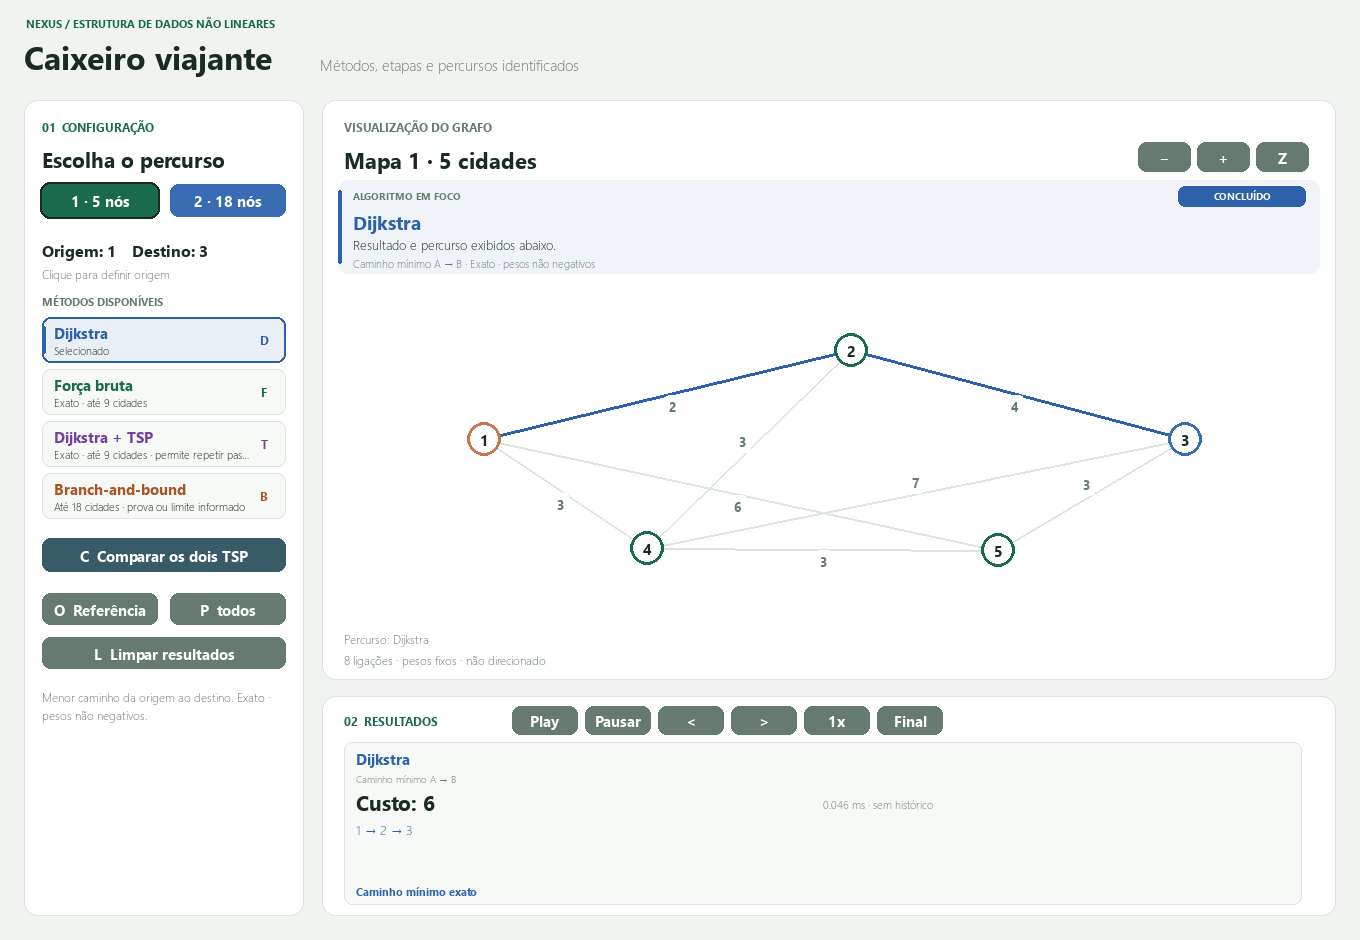 NEXUS / ESTRUTURA DE DADOS NÃO LINEARES
Caixeiro viajante
Métodos, etapas e percursos identificados
01 CONFIGURAÇÃO
Escolha o percurso
1 · 5 nós
2 · 18 nós
Origem: 1 Destino: 3
Clique para definir origem
MÉTODOS DISPONÍVEIS
Dijkstra
Selecionado
D
Força bruta
Exato · até 9 cidades
F
Dijkstra + TSP
Exato · até 9 cidades · permite repetir pas...
T
Branch-and-bound
Até 18 cidades · prova ou limite informado
B
C Comparar os dois TSP
O Referência
P todos
L Limpar resultados
Menor caminho da origem ao destino. Exato ·
pesos não negativos.
VISUALIZAÇÃO DO GRAFO
Mapa 1 · 5 cidades
–
+
Z
ALGORITMO EM FOCO
CONCLUÍDO
Dijkstra
Resultado e percurso exibidos abaixo.
Caminho mínimo A → B · Exato · pesos não negativos
2
2
4
1
3
3
7
3
3
6
4
5
3
Percurso: Dijkstra
8 ligações · pesos fixos · não direcionado
02 RESULTADOS
Play
Pausar
<
>
1x
Final
Dijkstra
Caminho mínimo A → B
Custo: 6
0.046 ms · sem histórico
1 → 2 → 3
Caminho mínimo exato